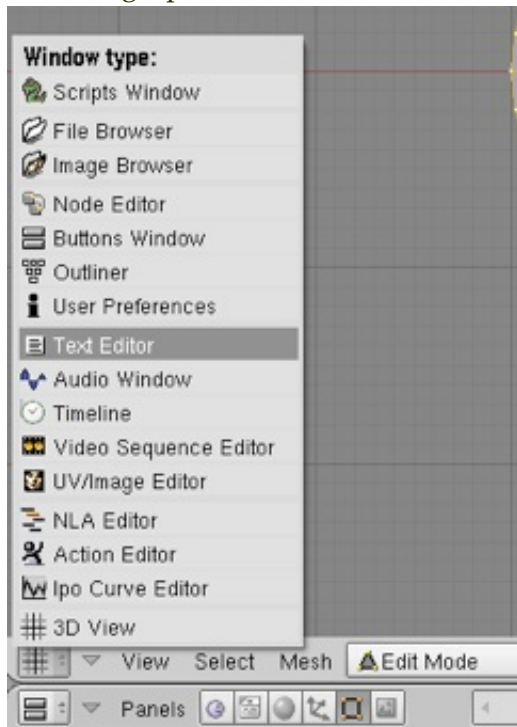 Window type:
Scripts Window
File Browser
Image Browser
Node Editor
Buttons Window
Outliner
User Preferences
Text Editor
Audio Window
Timeline
Video Sequence Editor
UV/Image Editor
NLA Editor
Action Editor
Ipo Curve Editor
3D View
View Select Mesh Edit Mode
Panels